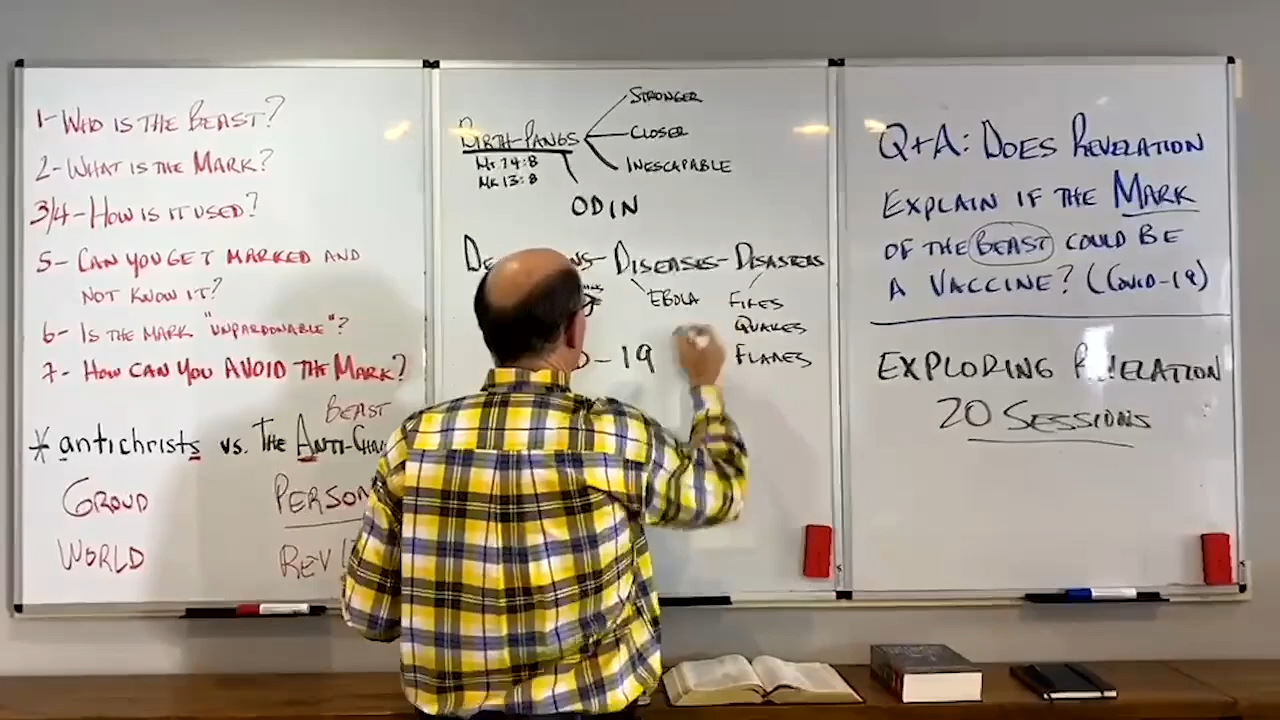 1- WHO IS THE BEAST?
2- WHAT IS THE MARK?
3/4- HOW IS IT USED?
5- CAN YOU GET MARKED AND
NOT KNOW IT?
6- IS THE MARK "UNPARDONABLE"?
7- HOW CAN YOU AVOID THE MARK?
BEAST
* antichrists vs. THE ANTI-
GROUP PERSON
WORLD REV
STRONGER
BIRTH-PANGS CLOSER
Mt. 24:8 INESCAPABLE
Mk 13:8
ODIN
DISEASES- DISASTERS
EBOLA FIRES
QUAKES
-19 FLARES
Q+A: DOES REVELATION
EXPLAIN IF THE MARK
OF THE BEAST COULD BE
A VACCINE? (COVID-19)
EXPLORING REVELATION
20 SESSIONS